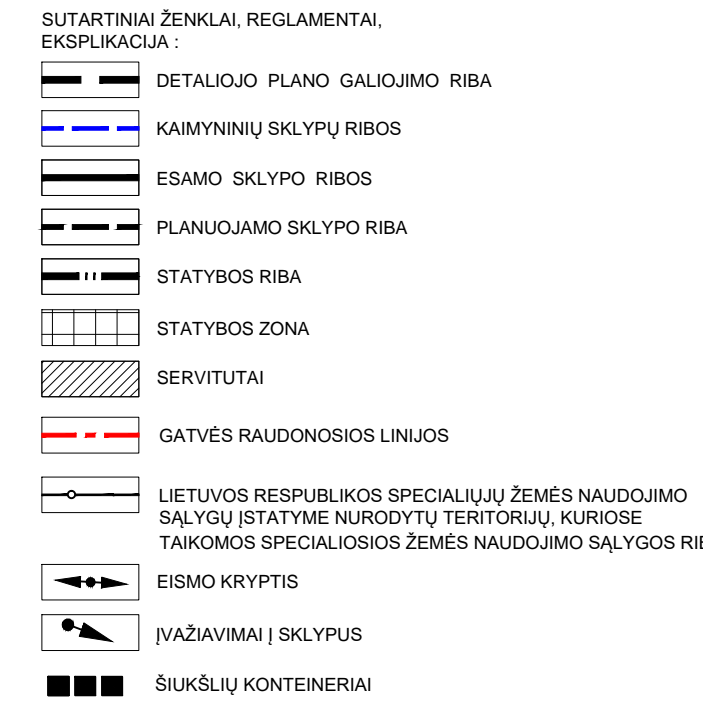 SUTARTINIAI ŽENKLAI, REGLAMENTAI,
EKSPLIKACIJA :
DETALIOJO PLANO GALIOJIMO RIBA
KAIMYNINIŲ SKLYPŲ RIBOS
ESAMO SKLYPO RIBOS
PLANUOJAMO SKLYPO RIBA
STATYBOS RIBA
STATYBOS ZONA
SERVITUTAI
GATVĖS RAUDONOSIOS LINIJOS
LIETUVOS RESPUBLIKOS SPECIALIŲJŲ ŽEMĖS NAUDOJIMO
SĄLYGŲ ĮSTATYME NURODYTŲ TERITORIJŲ, KURIOSE
TAIKOMOS SPECIALIOSIOS ŽEMĖS NAUDOJIMO SĄLYGOS
EISMO KRYPTIS
ĮVAŽIAVIMAI Į SKLYPUS
ŠIUKŠLIŲ KONTEINERIAI